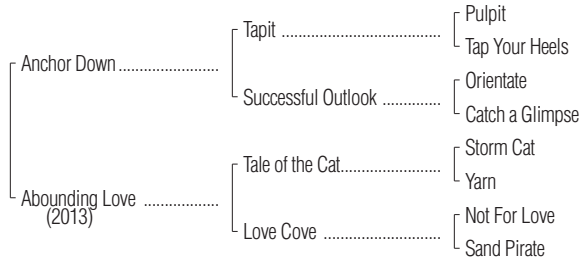 Pulpit
Tapit
Tap Your Heels
Anchor Down
Orientate
Successful Outlook
Catch a Glimpse
Storm Cat
Tale of the Cat
Yarn
Abounding Love
(2013)
Not For Love
Love Cove
Sand Pirate